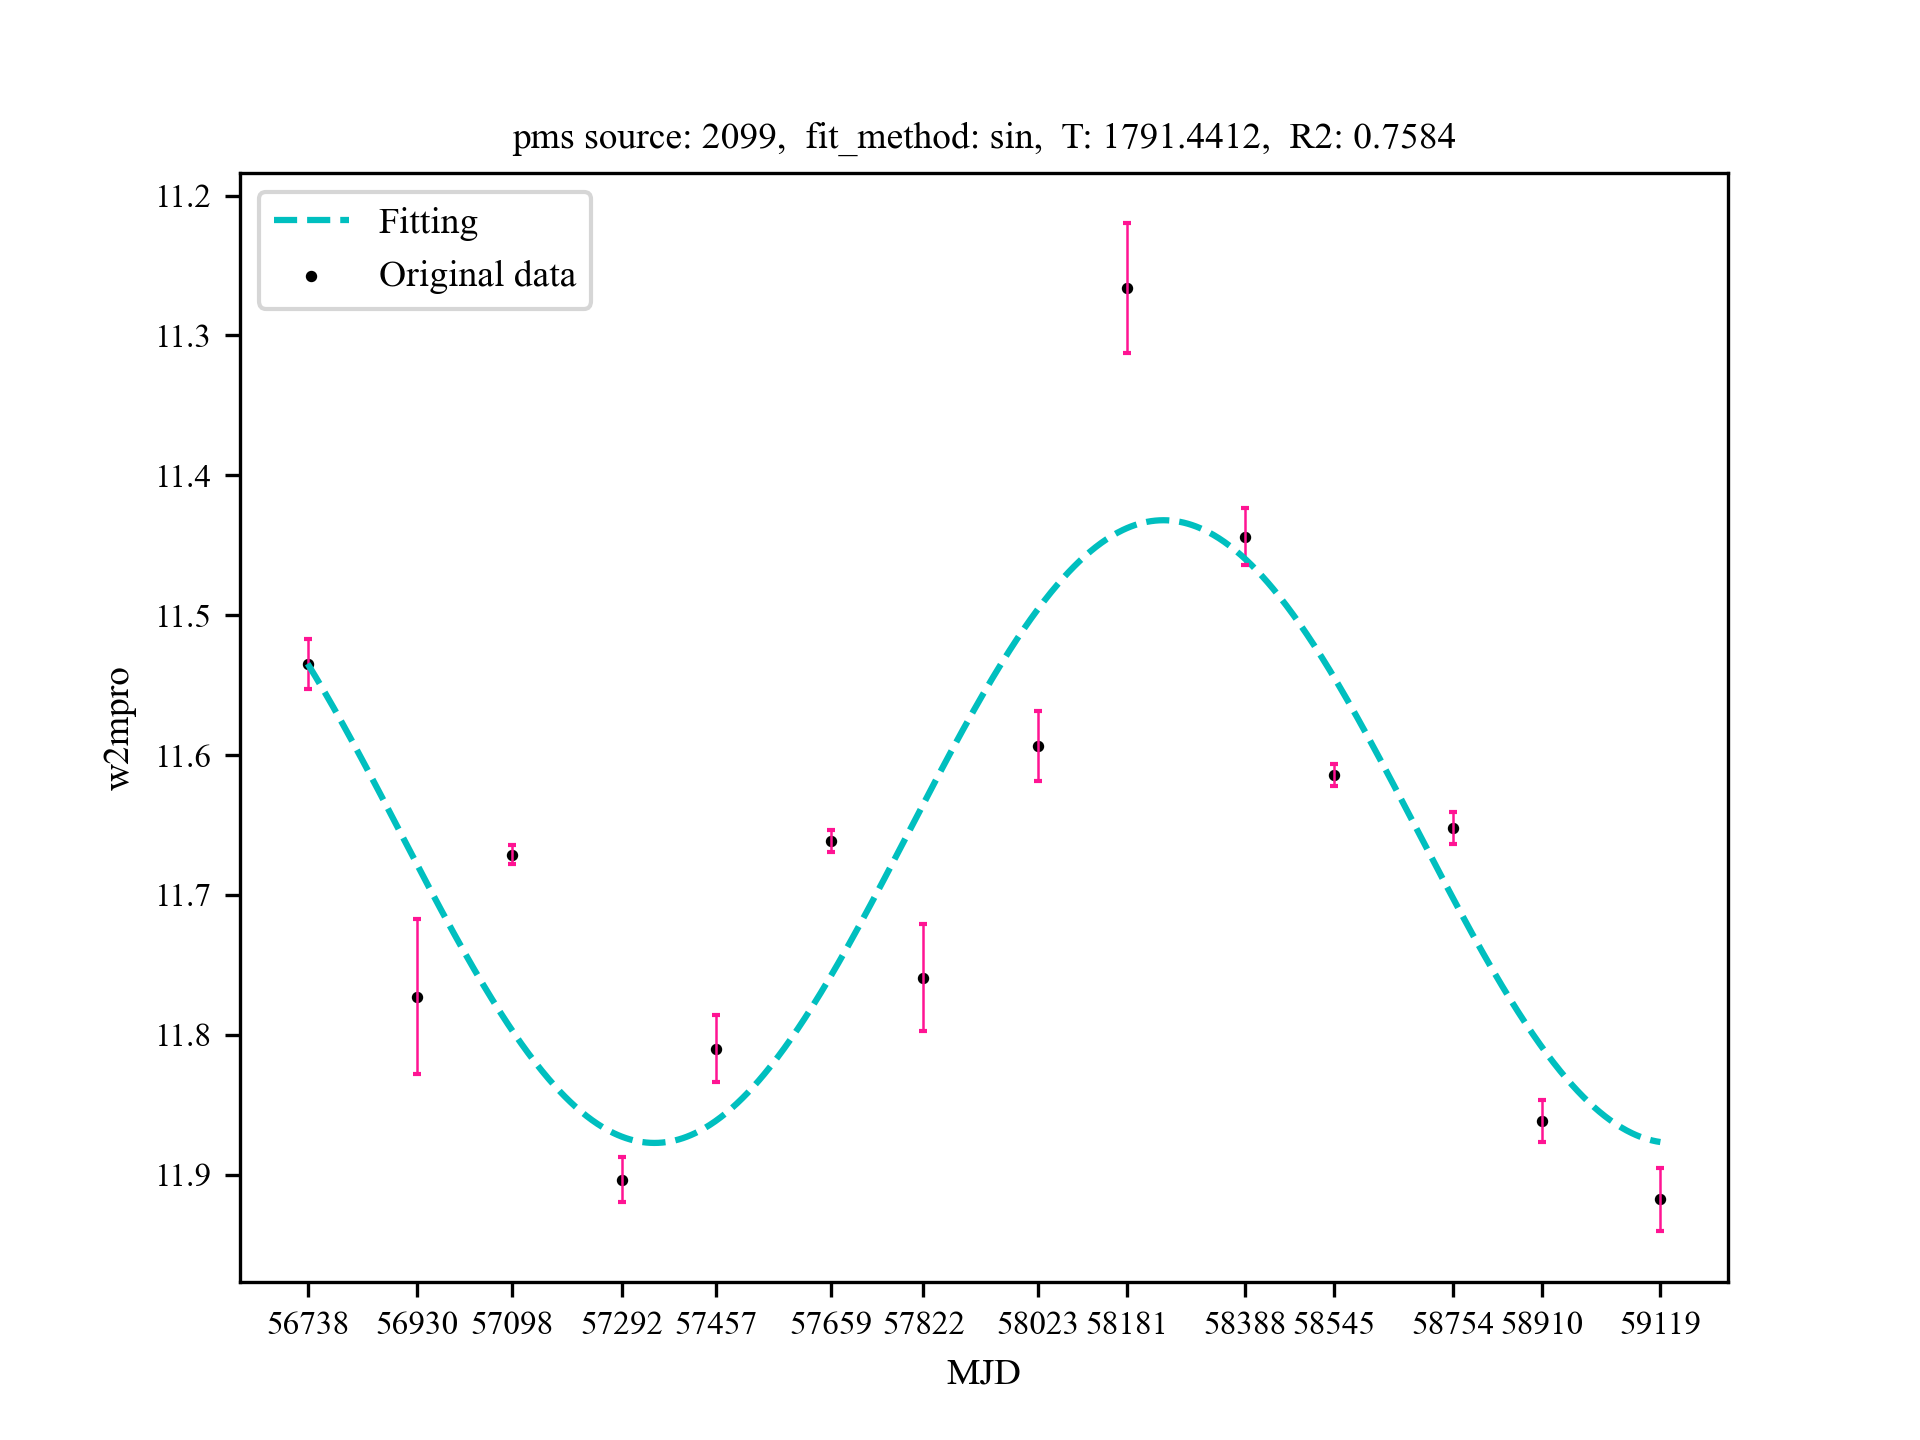 pms source: 2099,  fit_method: sin,  T: 1791.4412,  R2: 0.7584
Fitting
Original data
11.2
11.3
11.4
11.5
11.6
11.7
11.8
11.9
w2mpro
56738 56930 57098 57292 57457 57659 57822 58023 58181 58388 58545 58754 58910 59119
MJD